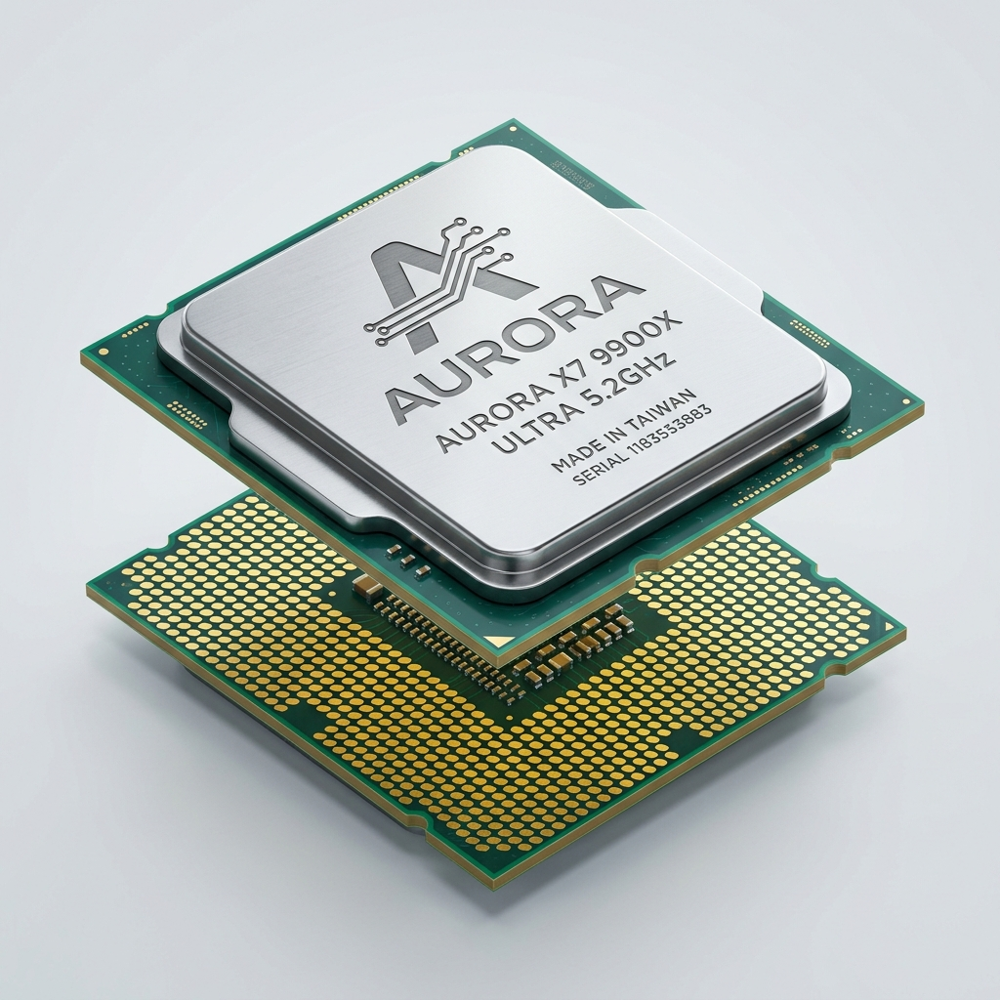 AURORA
AURORA X7 9900X
ULTRA 5.2GHz
MADE IN TAIWAN
SERIAL 1183533883